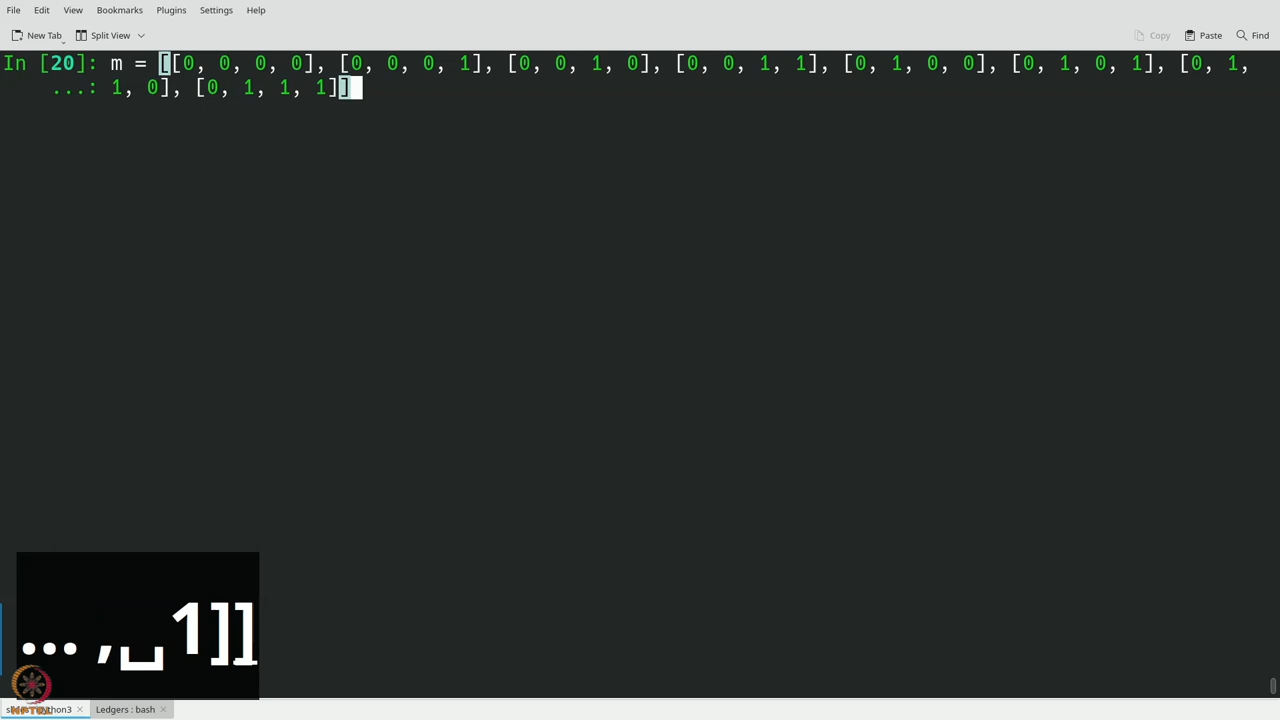 File Edit View Bookmarks Plugins Settings Help
New Tab Split View Copy Paste Find
In [20]: m = [[0, 0, 0, 0], [0, 0, 0, 1], [0, 0, 1, 0], [0, 0, 1, 1], [0, 1, 0, 0], [0, 1, 0, 1], [0, 1,
...: 1, 0], [0, 1, 1, 1]]
... ,␣1]]
NPTEL
Ledgers : bash